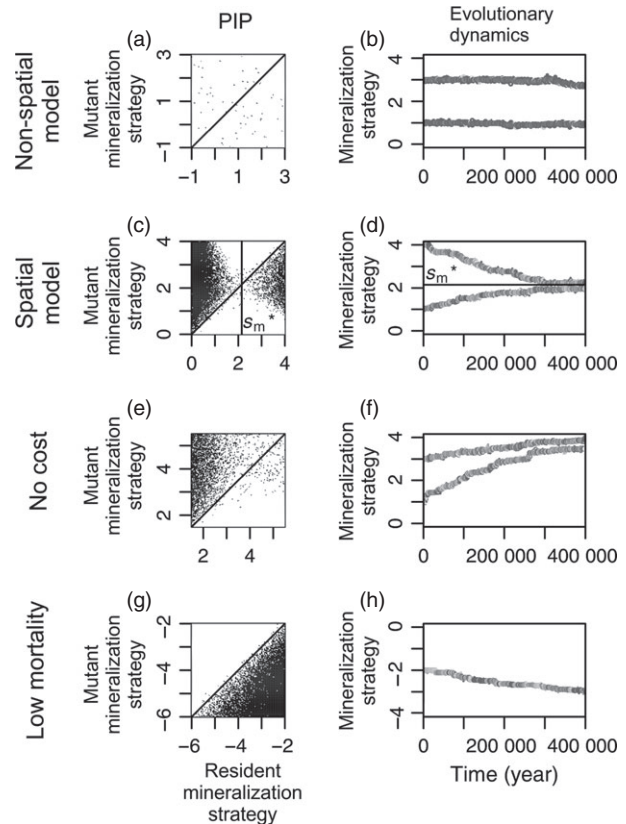 PIP
Evolutionary
dynamics
Non-spatial
model
(a)
Mutant
mineralization
strategy
3
1
−1
−1
1
3
(b)
Mineralization
strategy
4
2
0
0
200 000
400 000
Spatial
model
(c)
Mutant
mineralization
strategy
4
2
0
sm*
0
2
4
(d)
Mineralization
strategy
4
2
0
sm*
0
200 000
400 000
No cost
(e)
Mutant
mineralization
strategy
4
2
2
4
(f)
Mineralization
strategy
4
2
0
0
200 000
400 000
Low mortality
(g)
Mutant
mineralization
strategy
−2
−4
−6
−6
−4
−2
Resident
mineralization
strategy
(h)
Mineralization
strategy
0
−2
−4
0
200 000
400 000
Time (year)